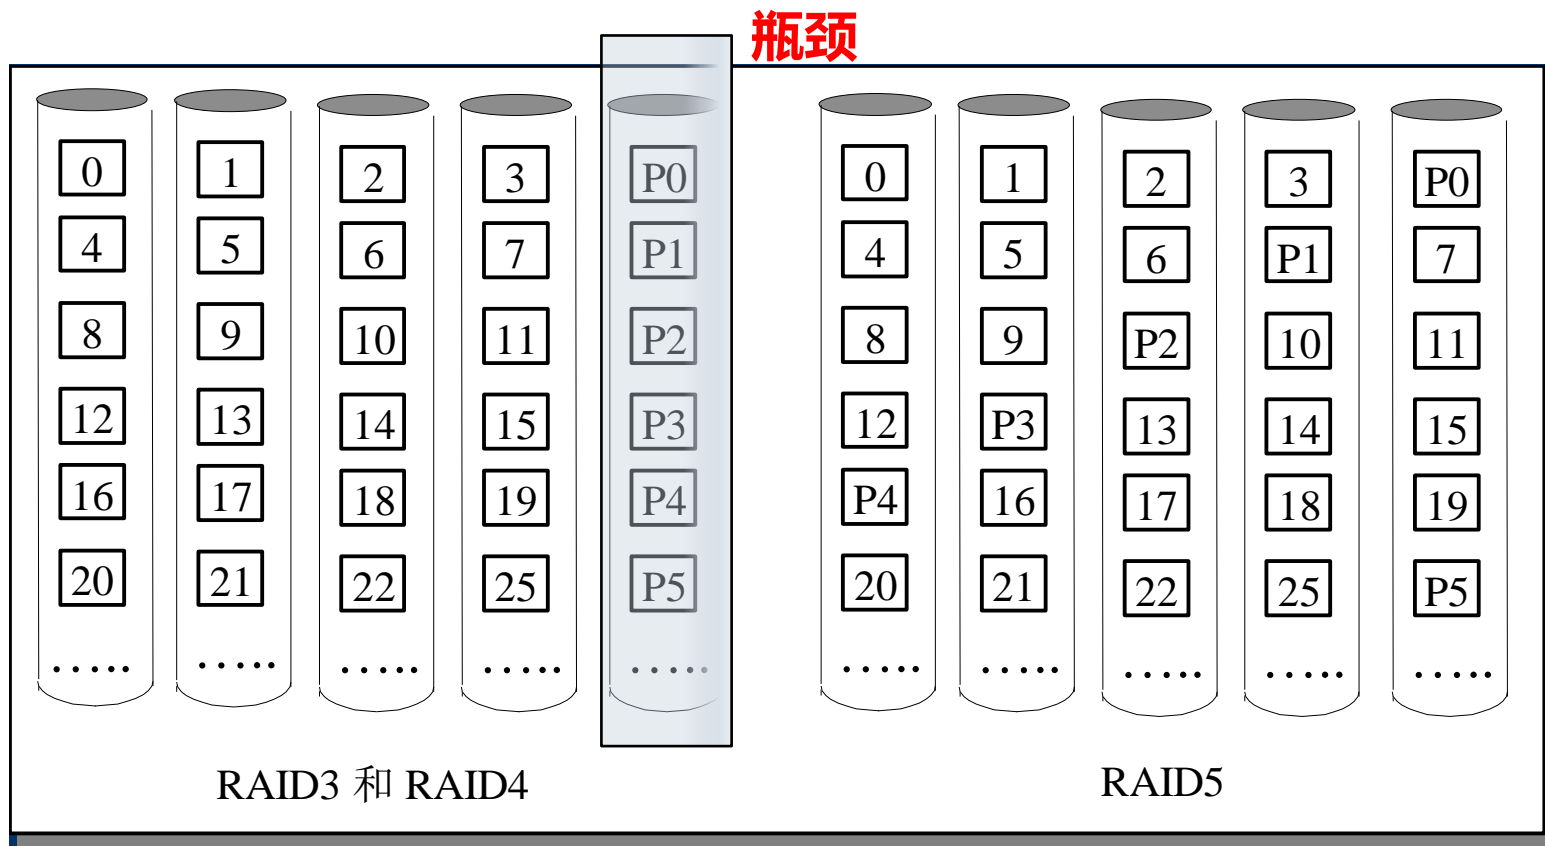 瓶颈
0 1 2 3 P0
4 5 6 7 P1
8 9 10 11 P2
12 13 14 15 P3
16 17 18 19 P4
20 21 22 25 P5
..... ..... ..... ..... .....
RAID3 和 RAID4
0 1 2 3 P0
4 5 6 P1 7
8 9 P2 10 11
12 P3 13 14 15
P4 16 17 18 19
20 21 22 25 P5
..... ..... ..... ..... .....
RAID5